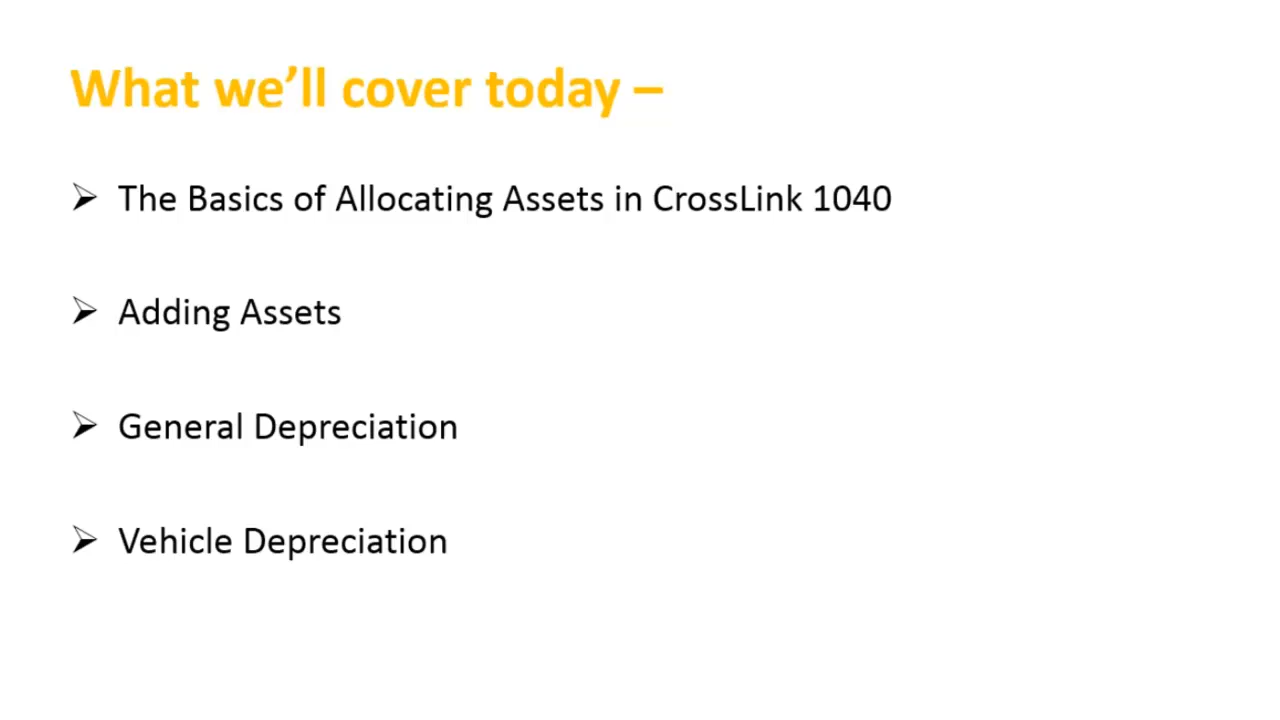 What we’ll cover today –
➢ The Basics of Allocating Assets in CrossLink 1040
➢ Adding Assets
➢ General Depreciation
➢ Vehicle Depreciation